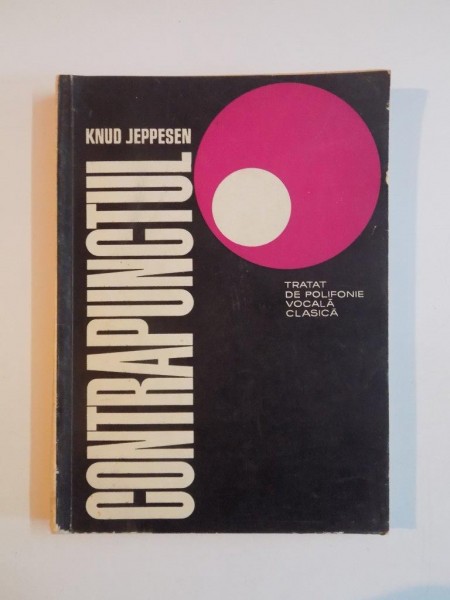 KNUD JEPPESEN
CONTRAPUNCTUL
TRATAT
DE POLIFONIE
VOCALĂ
CLASICĂ